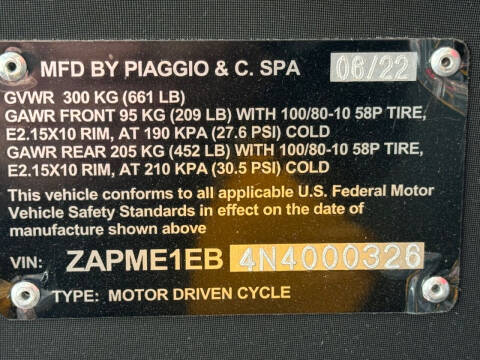 MFD BY PIAGGIO & C. SPA 06/22
GVWR 300 KG (661 LB)
GAWR FRONT 95 KG (209 LB) WITH 100/80-10 58P TIRE,
E2.15X10 RIM, AT 190 KPA (27.6 PSI) COLD
GAWR REAR 205 KG (452 LB) WITH 100/80-10 58P TIRE,
E2.15X10 RIM, AT 210 KPA (30.5 PSI) COLD
This vehicle conforms to all applicable U.S. Federal Motor
Vehicle Safety Standards in effect on the date of
manufacture shown above
VIN: ZAPME1EB 4N4000326
TYPE: MOTOR DRIVEN CYCLE